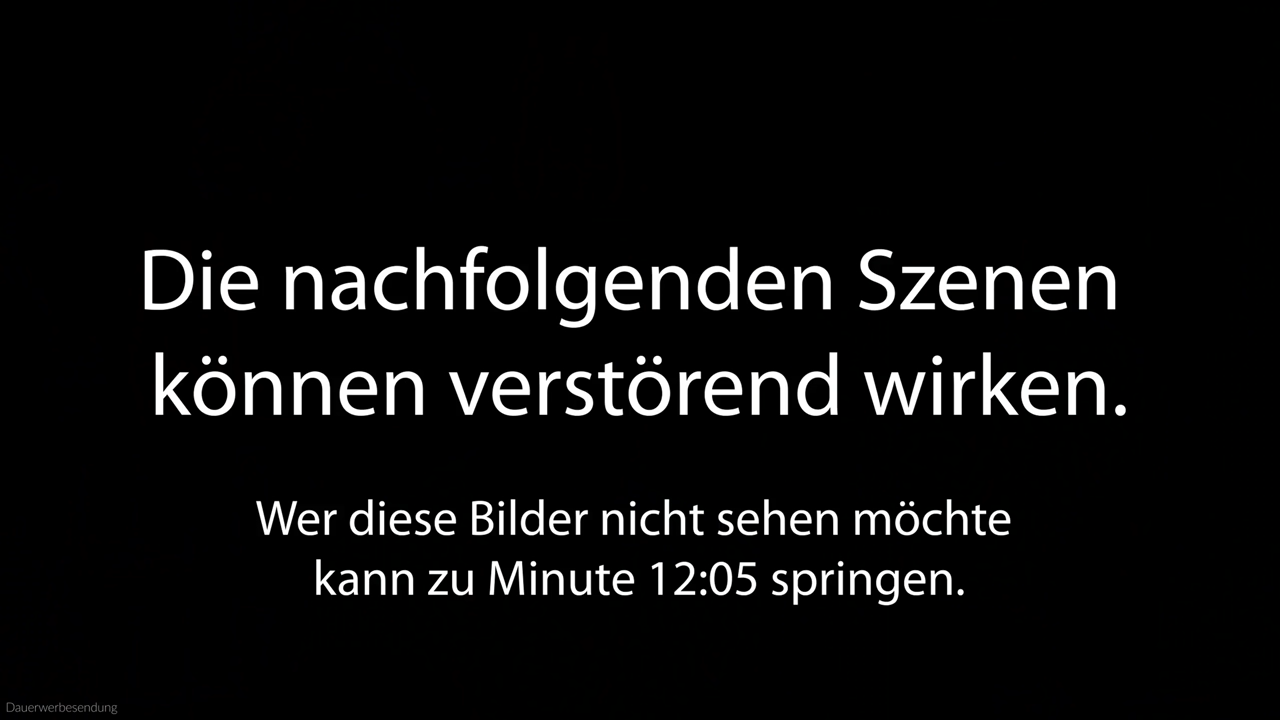 Die nachfolgenden Szenen
können verstörend wirken.
Wer diese Bilder nicht sehen möchte
kann zu Minute 12:05 springen.
Dauerwerbesendung